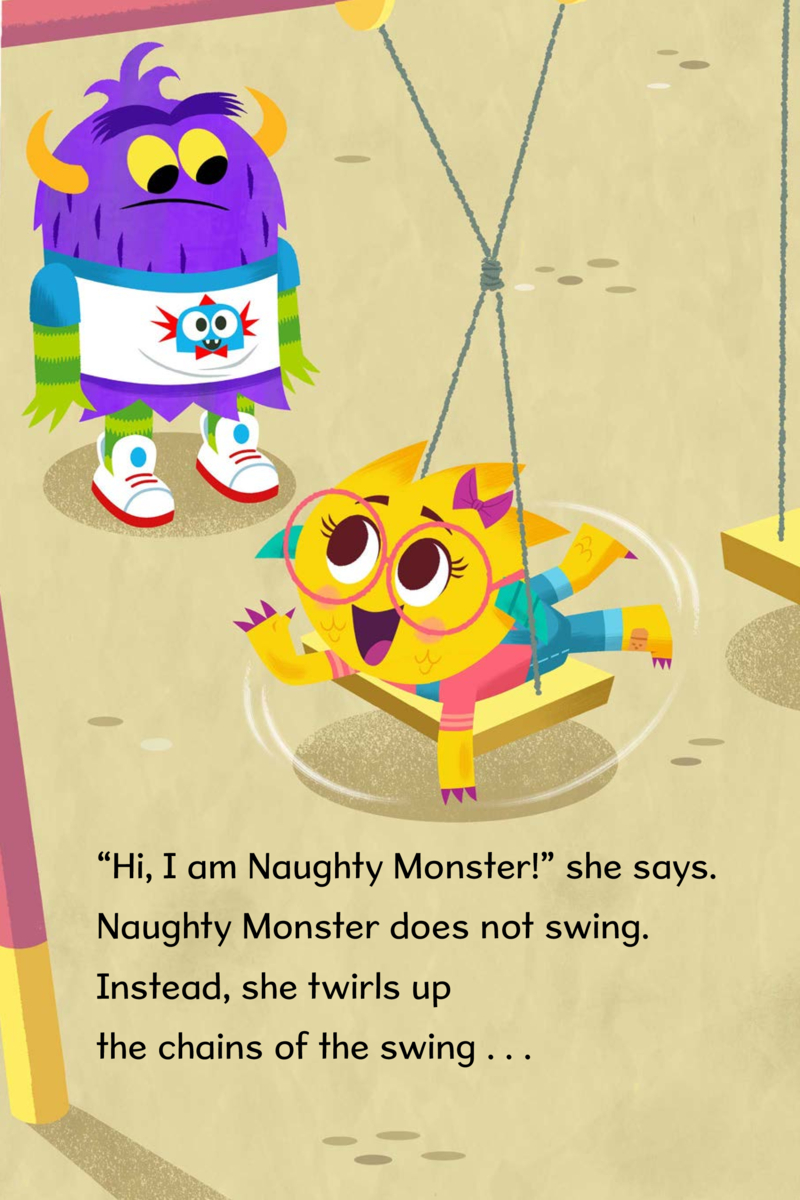 “Hi, I am Naughty Monster!” she says.
Naughty Monster does not swing.
Instead, she twirls up
the chains of the swing . . .